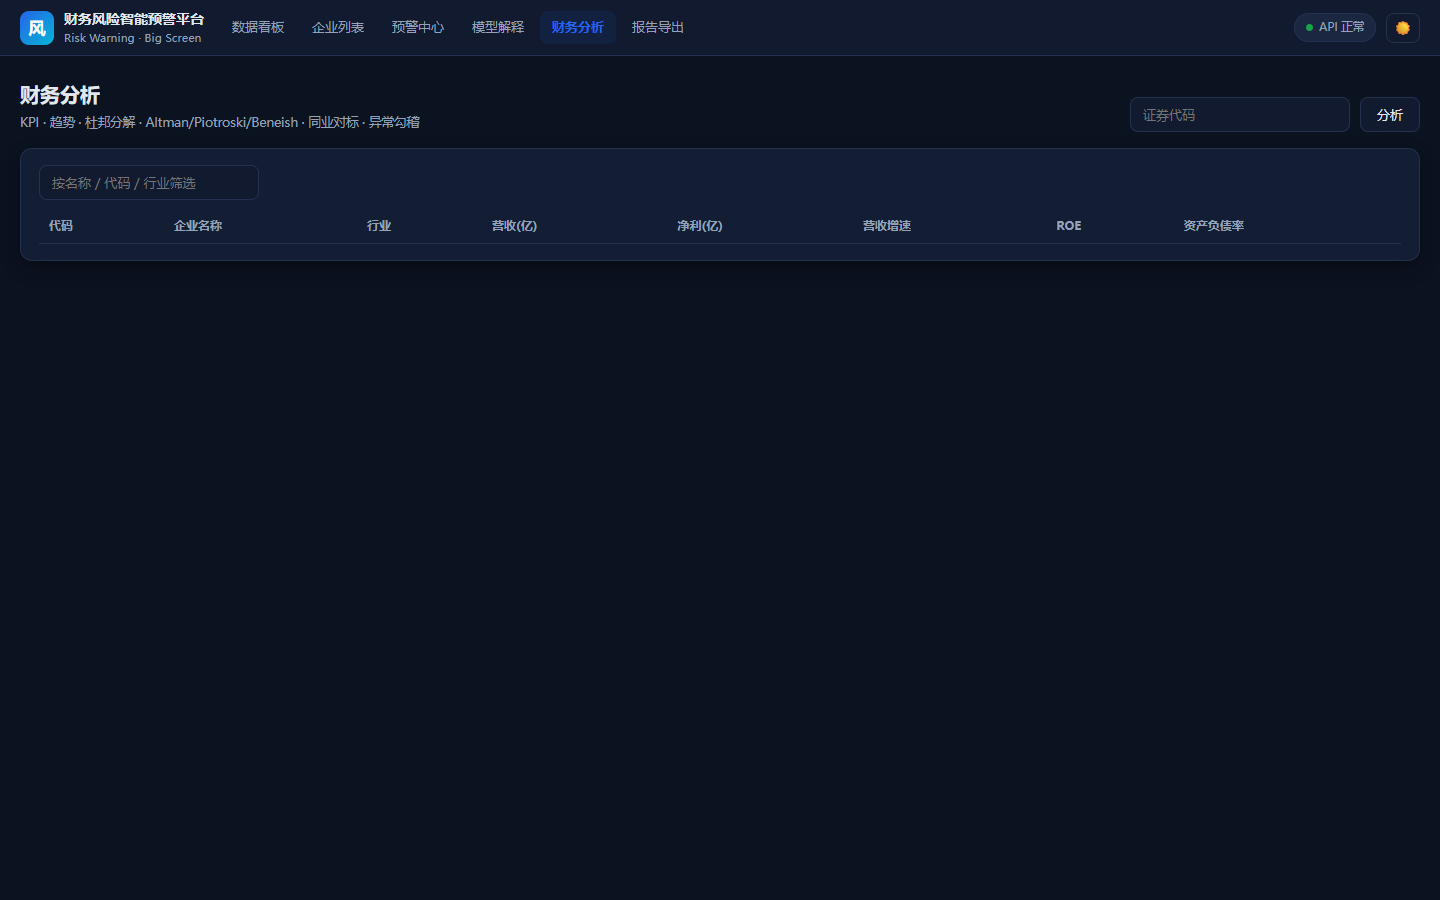 风
财务风险智能预警平台
Risk Warning · Big Screen
数据看板 企业列表 预警中心 模型解释 财务分析 报告导出
API 正常
财务分析
KPI · 趋势 · 杜邦分解 · Altman/Piotroski/Beneish · 同业对标 · 异常勾稽
证券代码 分析
按名称 / 代码 / 行业筛选
代码 企业名称 行业 营收(亿) 净利(亿) 营收增速 ROE 资产负债率